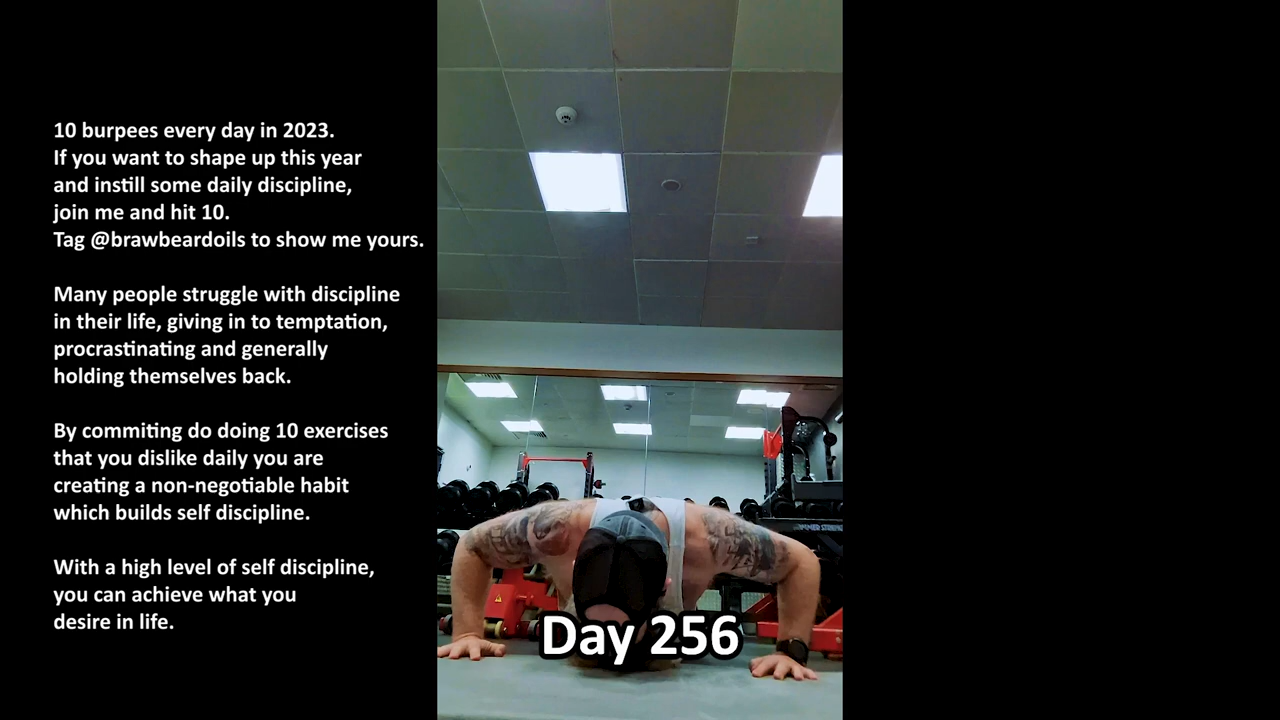 10 burpees every day in 2023.
If you want to shape up this year
and instill some daily discipline,
join me and hit 10.
Tag @brawbeardoils to show me yours.
Many people struggle with discipline
in their life, giving in to temptation,
procrastinating and generally
holding themselves back.
By commiting do doing 10 exercises
that you dislike daily you are
creating a non-negotiable habit
which builds self discipline.
With a high level of self discipline,
you can achieve what you
desire in life.
Day 256